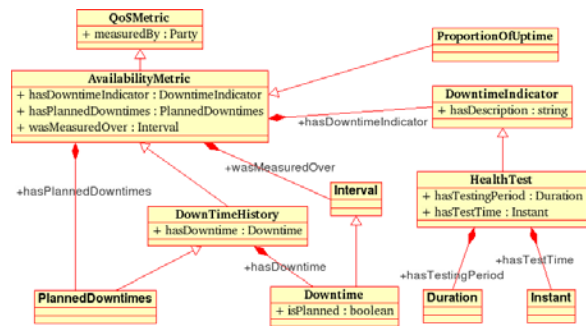 QoSMetric
+ measuredBy : Party
ProportionOfUptime
AvailabilityMetric
+ hasDowntimeIndicator : DowntimeIndicator
+ hasPlannedDowntimes : PlannedDowntimes
+ wasMeasuredOver : Interval
DowntimeIndicator
+ hasDescription : string
+hasDowntimeIndicator
+wasMeasuredOver
+hasPlannedDowntimes
HealthTest
+ hasTestingPeriod : Duration
+ hasTestTime : Instant
Interval
DownTimeHistory
+ hasDowntime : Downtime
+hasDowntime
+hasTestTime
+hasTestingPeriod
PlannedDowntimes
Downtime
+ isPlanned : boolean
Duration
Instant